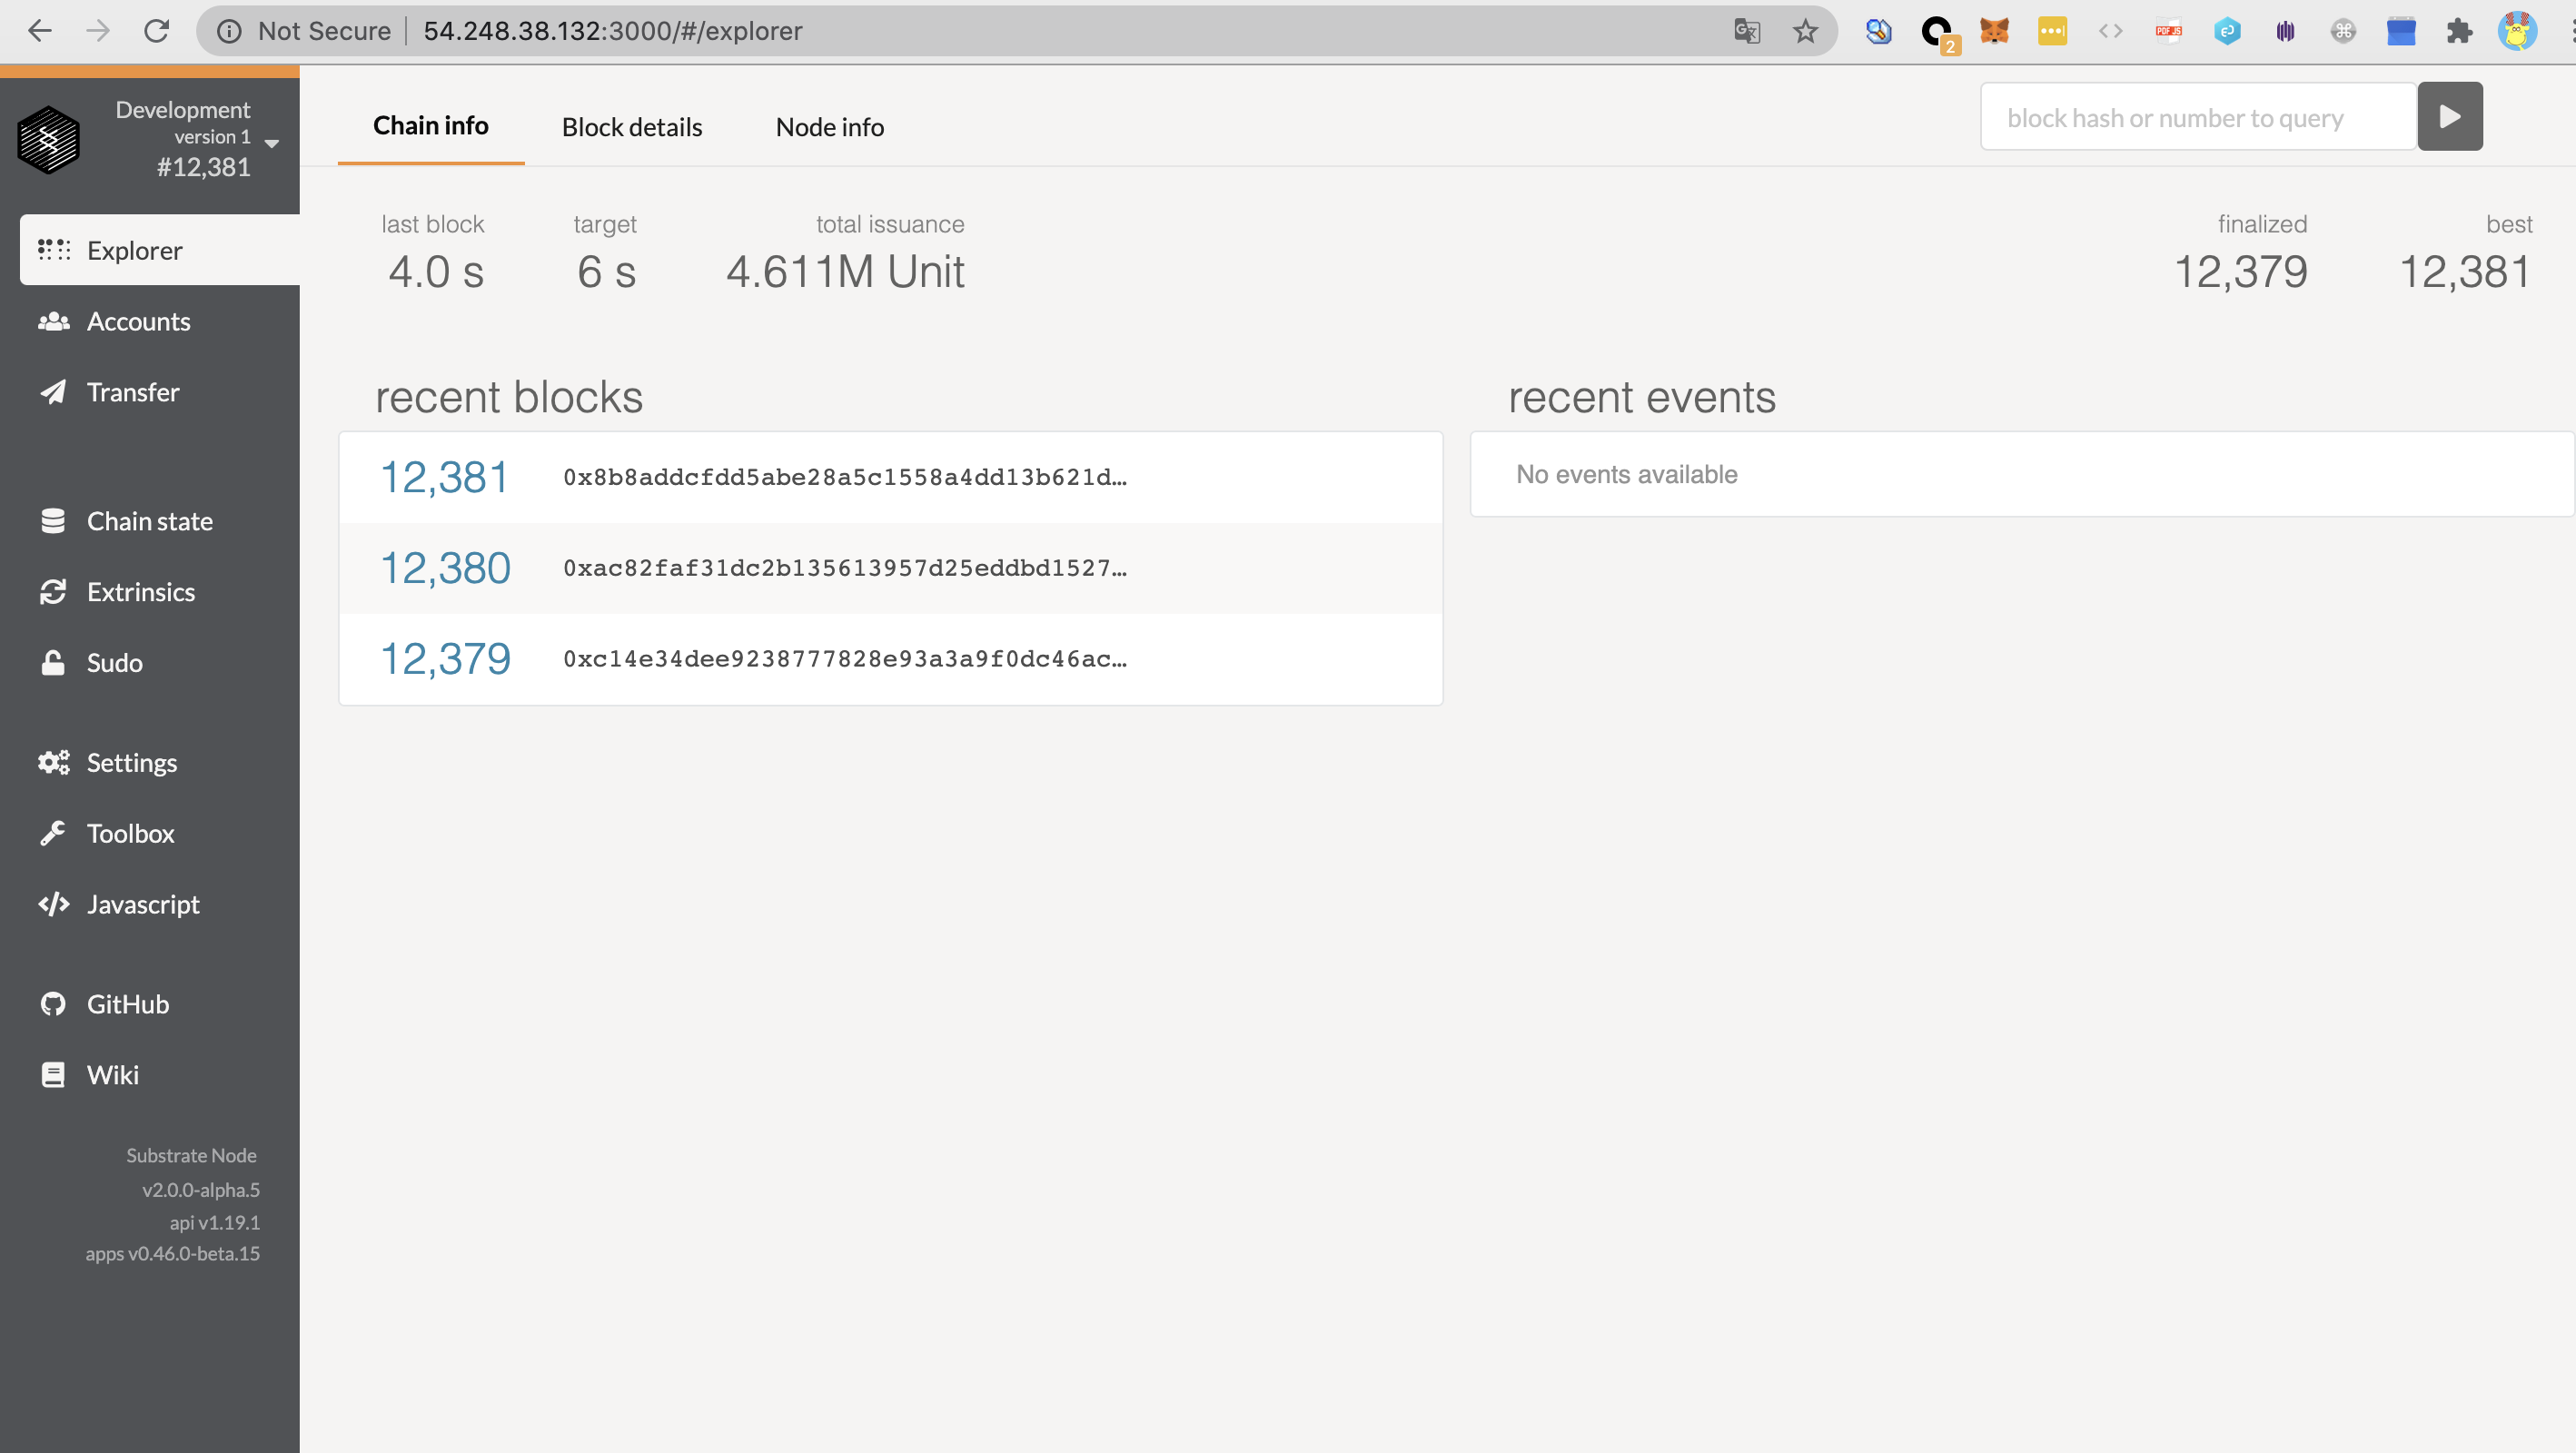 Not Secure
54.248.38.132:3000/#/explorer
2
PDF JS
Development
version 1
#12,381
Explorer
Accounts
Transfer
Chain state
Extrinsics
Sudo
Settings
Toolbox
Javascript
GitHub
Wiki
Substrate Node
v2.0.0-alpha.5
api v1.19.1
apps v0.46.0-beta.15
Chain info
Block details
Node info
block hash or number to query
last block
4.0 s
target
6 s
total issuance
4.611M Unit
finalized
12,379
best
12,381
recent blocks
12,381 0x8b8addcfdd5abe28a5c1558a4dd13b621d…
12,380 0xac82faf31dc2b135613957d25eddbd1527…
12,379 0xc14e34dee9238777828e93a3a9f0dc46ac…
recent events
No events available